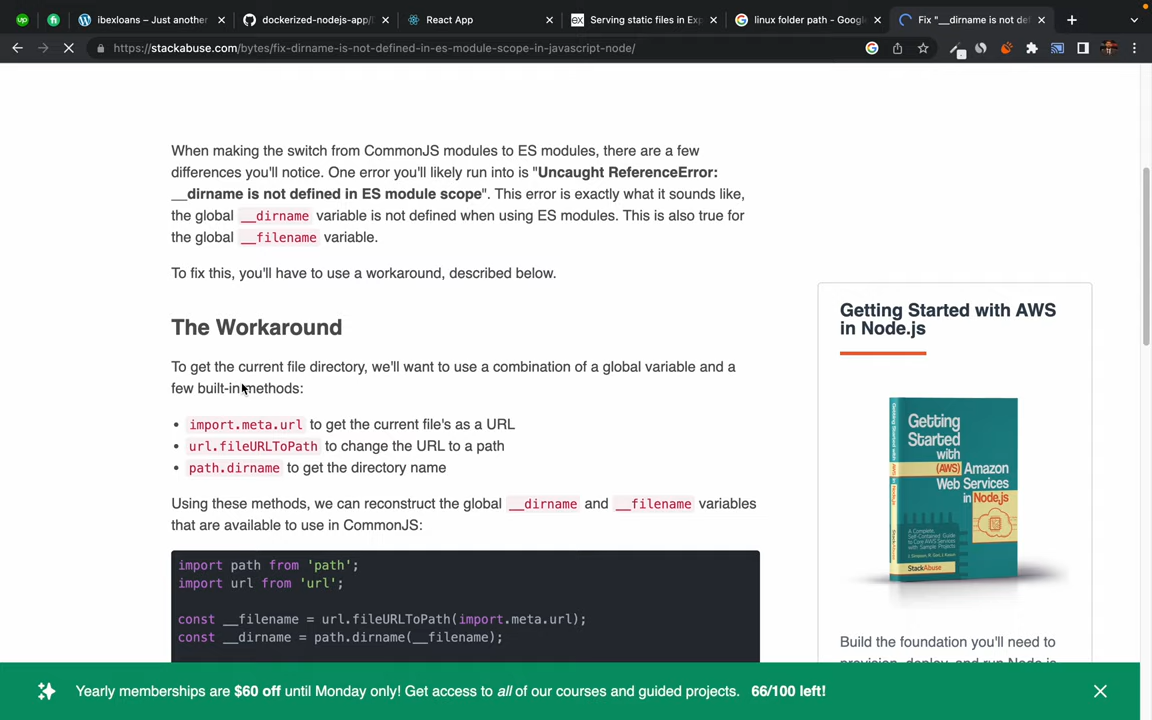 up
fi
ibexloans – Just another
dockerized-nodejs-app/
React App
ex
Serving static files in Exp
linux folder path - Google
Fix "__dirname is not def
https://stackabuse.com/bytes/fix-dirname-is-not-defined-in-es-module-scope-in-javascript-node/
When making the switch from CommonJS modules to ES modules, there are a few
differences you'll notice. One error you'll likely run into is "Uncaught ReferenceError:
__dirname is not defined in ES module scope". This error is exactly what it sounds like,
the global __dirname variable is not defined when using ES modules. This is also true for
the global __filename variable.
To fix this, you'll have to use a workaround, described below.
The Workaround
To get the current file directory, we'll want to use a combination of a global variable and a
few built-in methods:
• import.meta.url to get the current file's as a URL
• url.fileURLToPath to change the URL to a path
• path.dirname to get the directory name
Using these methods, we can reconstruct the global __dirname and __filename variables
that are available to use in CommonJS:
import path from 'path';
import url from 'url';
const __filename = url.fileURLToPath(import.meta.url);
const __dirname = path.dirname(__filename);
Getting Started with AWS
in Node.js
Getting
Started
with
(AWS) Amazon
Web Services
in Node.js
StackAbuse
Build the foundation you'll need to
provision, deploy, and run Node.js
Yearly memberships are $60 off until Monday only! Get access to all of our courses and guided projects. 66/100 left!